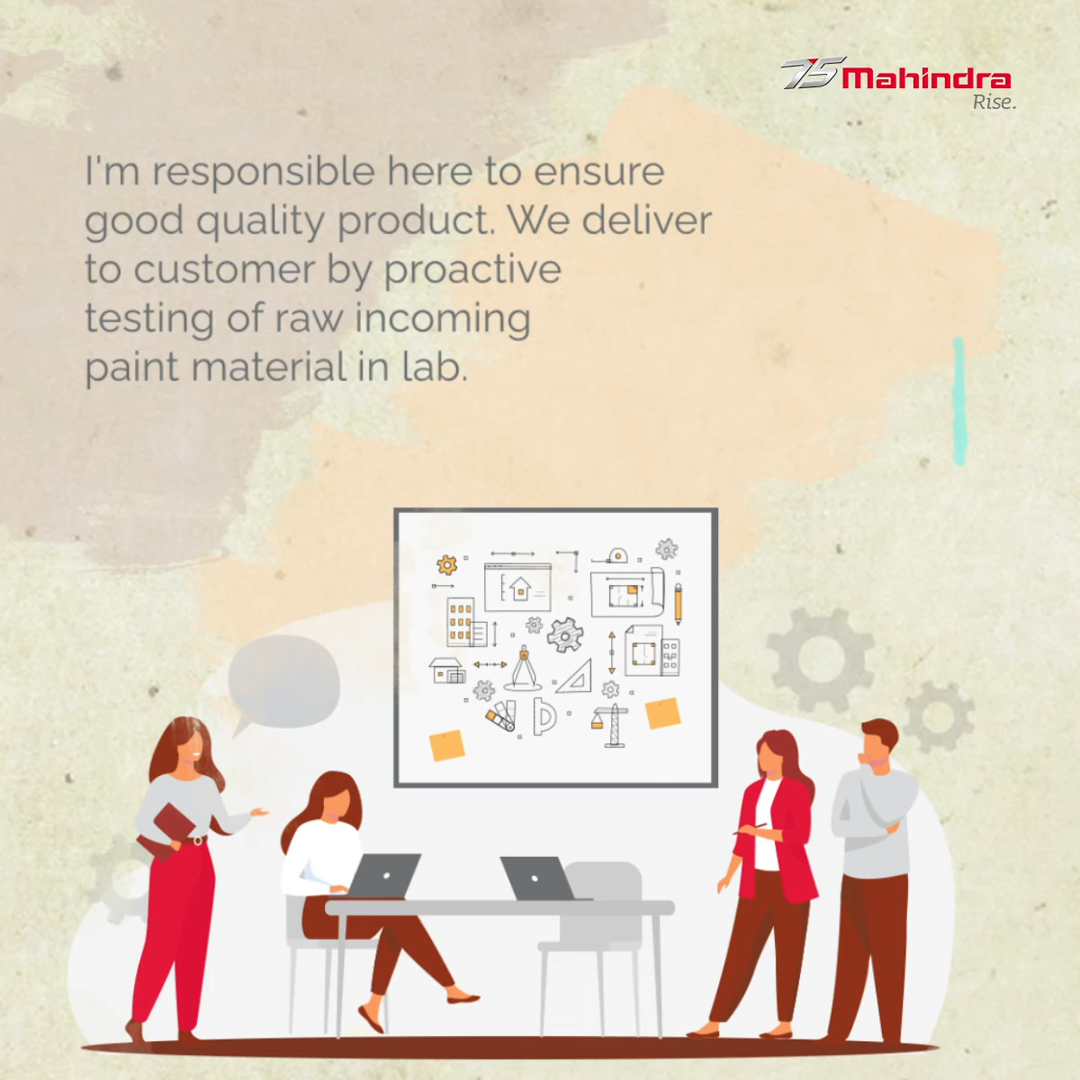 75 Mahindra
Rise.
I'm responsible here to ensure
good quality product. We deliver
to customer by proactive
testing of raw incoming
paint material in lab.